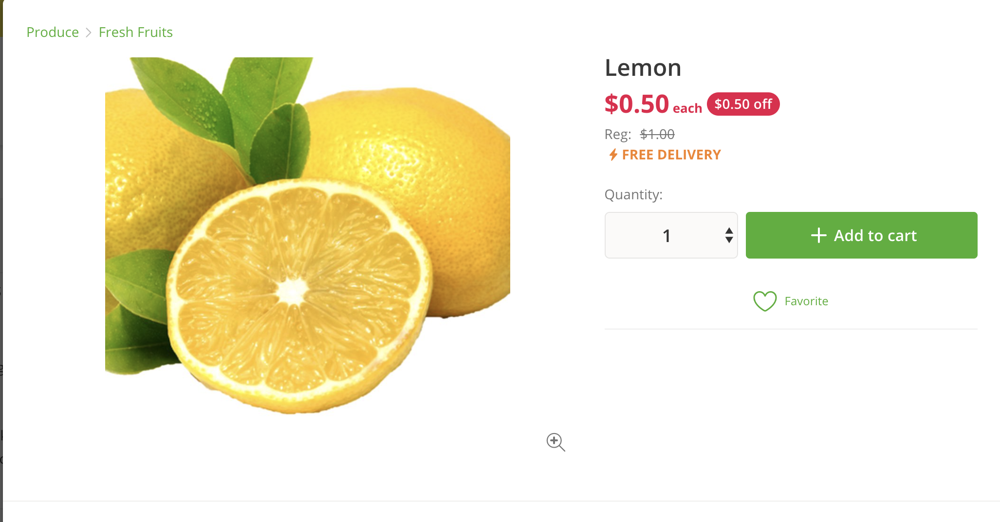 Produce > Fresh Fruits
Lemon
$0.50 each $0.50 off
Reg: $1.00
FREE DELIVERY
Quantity:
1 + Add to cart
Favorite